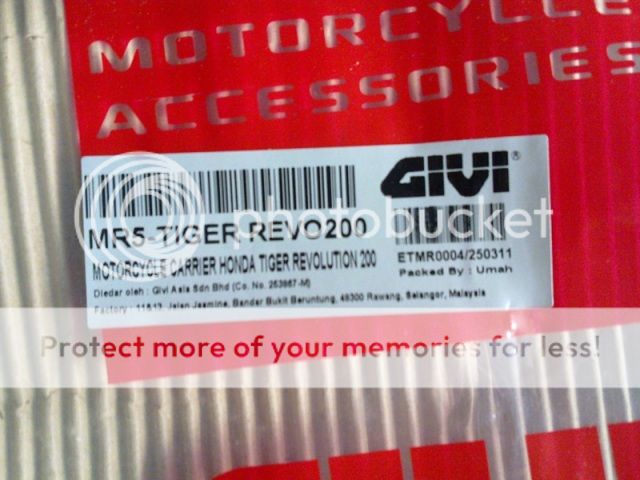 MOTORCYCLE
ACCESSORIES
GIVI®
MR5-TIGER REVO200
MOTORCYCLE CARRIER HONDA TIGER REVOLUTION 200
ETMR0004/250311
Packed By : Umah
Diedar oleh : Givi Asia Sdn Bhd (Co. No. 253867-M)
Factory : 11&13, Jalan Jasmine, Bandar Bukit Beruntung, 48300 Rawang, Selangor, Malaysia
photobucket
Protect more of your memories for less!